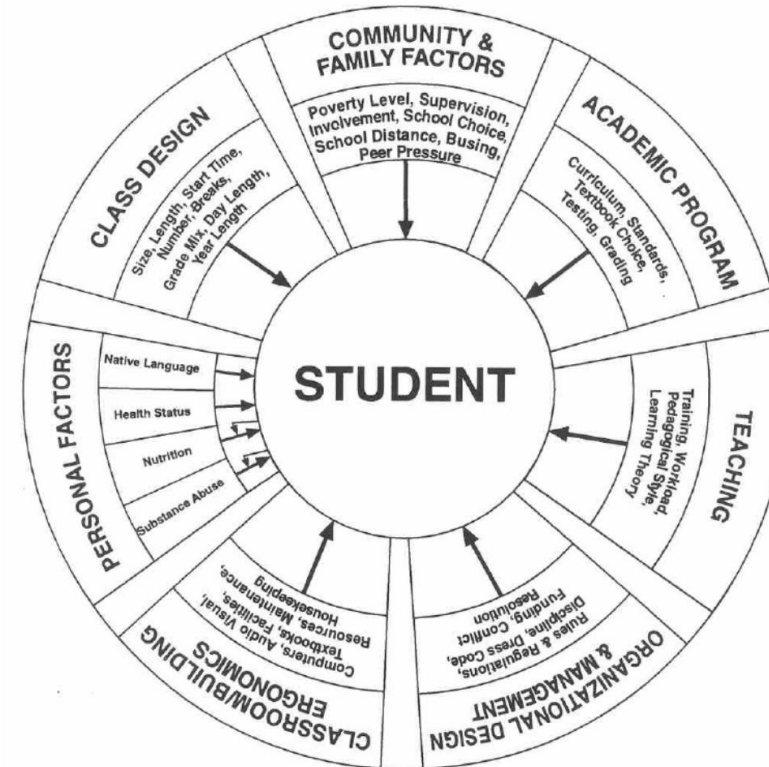 COMMUNITY &
FAMILY FACTORS
Poverty Level, Supervision,
Involvement, School Choice,
School Distance, Busing,
Peer Pressure
ACADEMIC PROGRAM
Curriculum, Standards,
Textbook Choice,
Testing, Grading
TEACHING
Training, Workload,
Pedagogical Style,
Learning Theory
ORGANIZATIONAL DESIGN
& MANAGEMENT
Rules & Regulations,
Discipline, Dress Code,
Funding, Conflict
Resolution
CLASSROOM/BUILDING
ERGONOMICS
Computers, Audio Visual,
Textbooks, Facilities,
Resources, Maintenance,
Housekeeping
PERSONAL FACTORS
Native Language
Health Status
Nutrition
Substance Abuse
CLASS DESIGN
Size, Length, Start Time,
Number, Breaks,
Grade Mix, Day Length,
Year Length
STUDENT